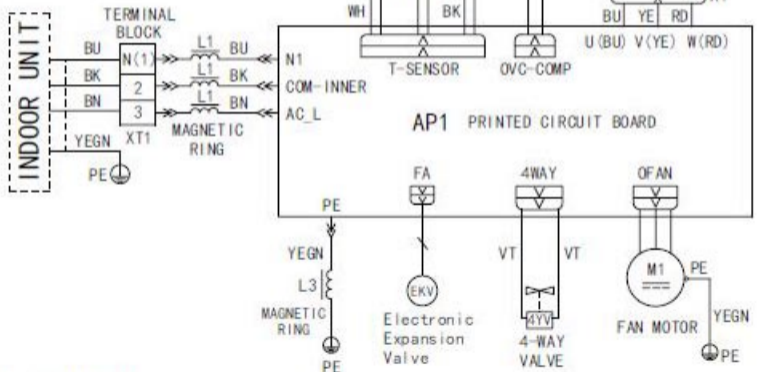 TERMINAL
BLOCK
WH
BK
BU YE RD
U(BU) V(YE) W(RD)
INDOOR UNIT
BU
N(1)
L1
BU
N1
T-SENSOR
OVC-COMP
BK
2
L1
BK
COM-INNER
BN
3
L1
BN
AC_L
YEGN
XT1
MAGNETIC
RING
AP1 PRINTED CIRCUIT BOARD
PE
FA
4WAY
OFAN
PE
YEGN
L3
MAGNETIC
RING
PE
EKV
Electronic
Expansion
Valve
VT
VT
4YV
4-WAY
VALVE
M1
PE
YEGN
FAN MOTOR
PE